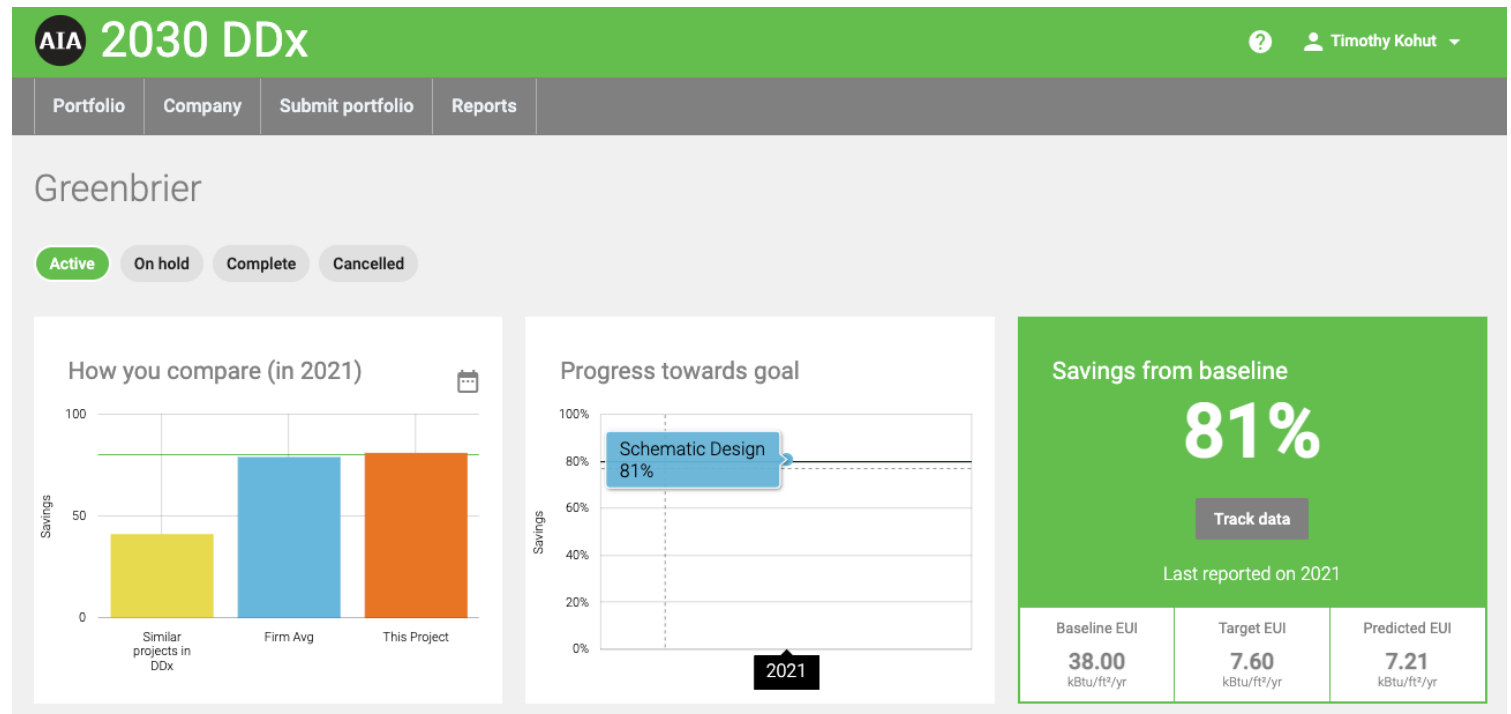 AIA 2030 DDx
? Timothy Kohut
Portfolio Company Submit portfolio Reports
Greenbrier
Active On hold Complete Cancelled
How you compare (in 2021)
100
50
0
Savings
Similar
projects in
DDx
Firm Avg
This Project
Progress towards goal
100%
80%
60%
40%
20%
0%
Savings
Schematic Design
81%
2021
Savings from baseline
81%
Track data
Last reported on 2021
Baseline EUI
38.00
kBtu/ft²/yr
Target EUI
7.60
kBtu/ft²/yr
Predicted EUI
7.21
kBtu/ft²/yr